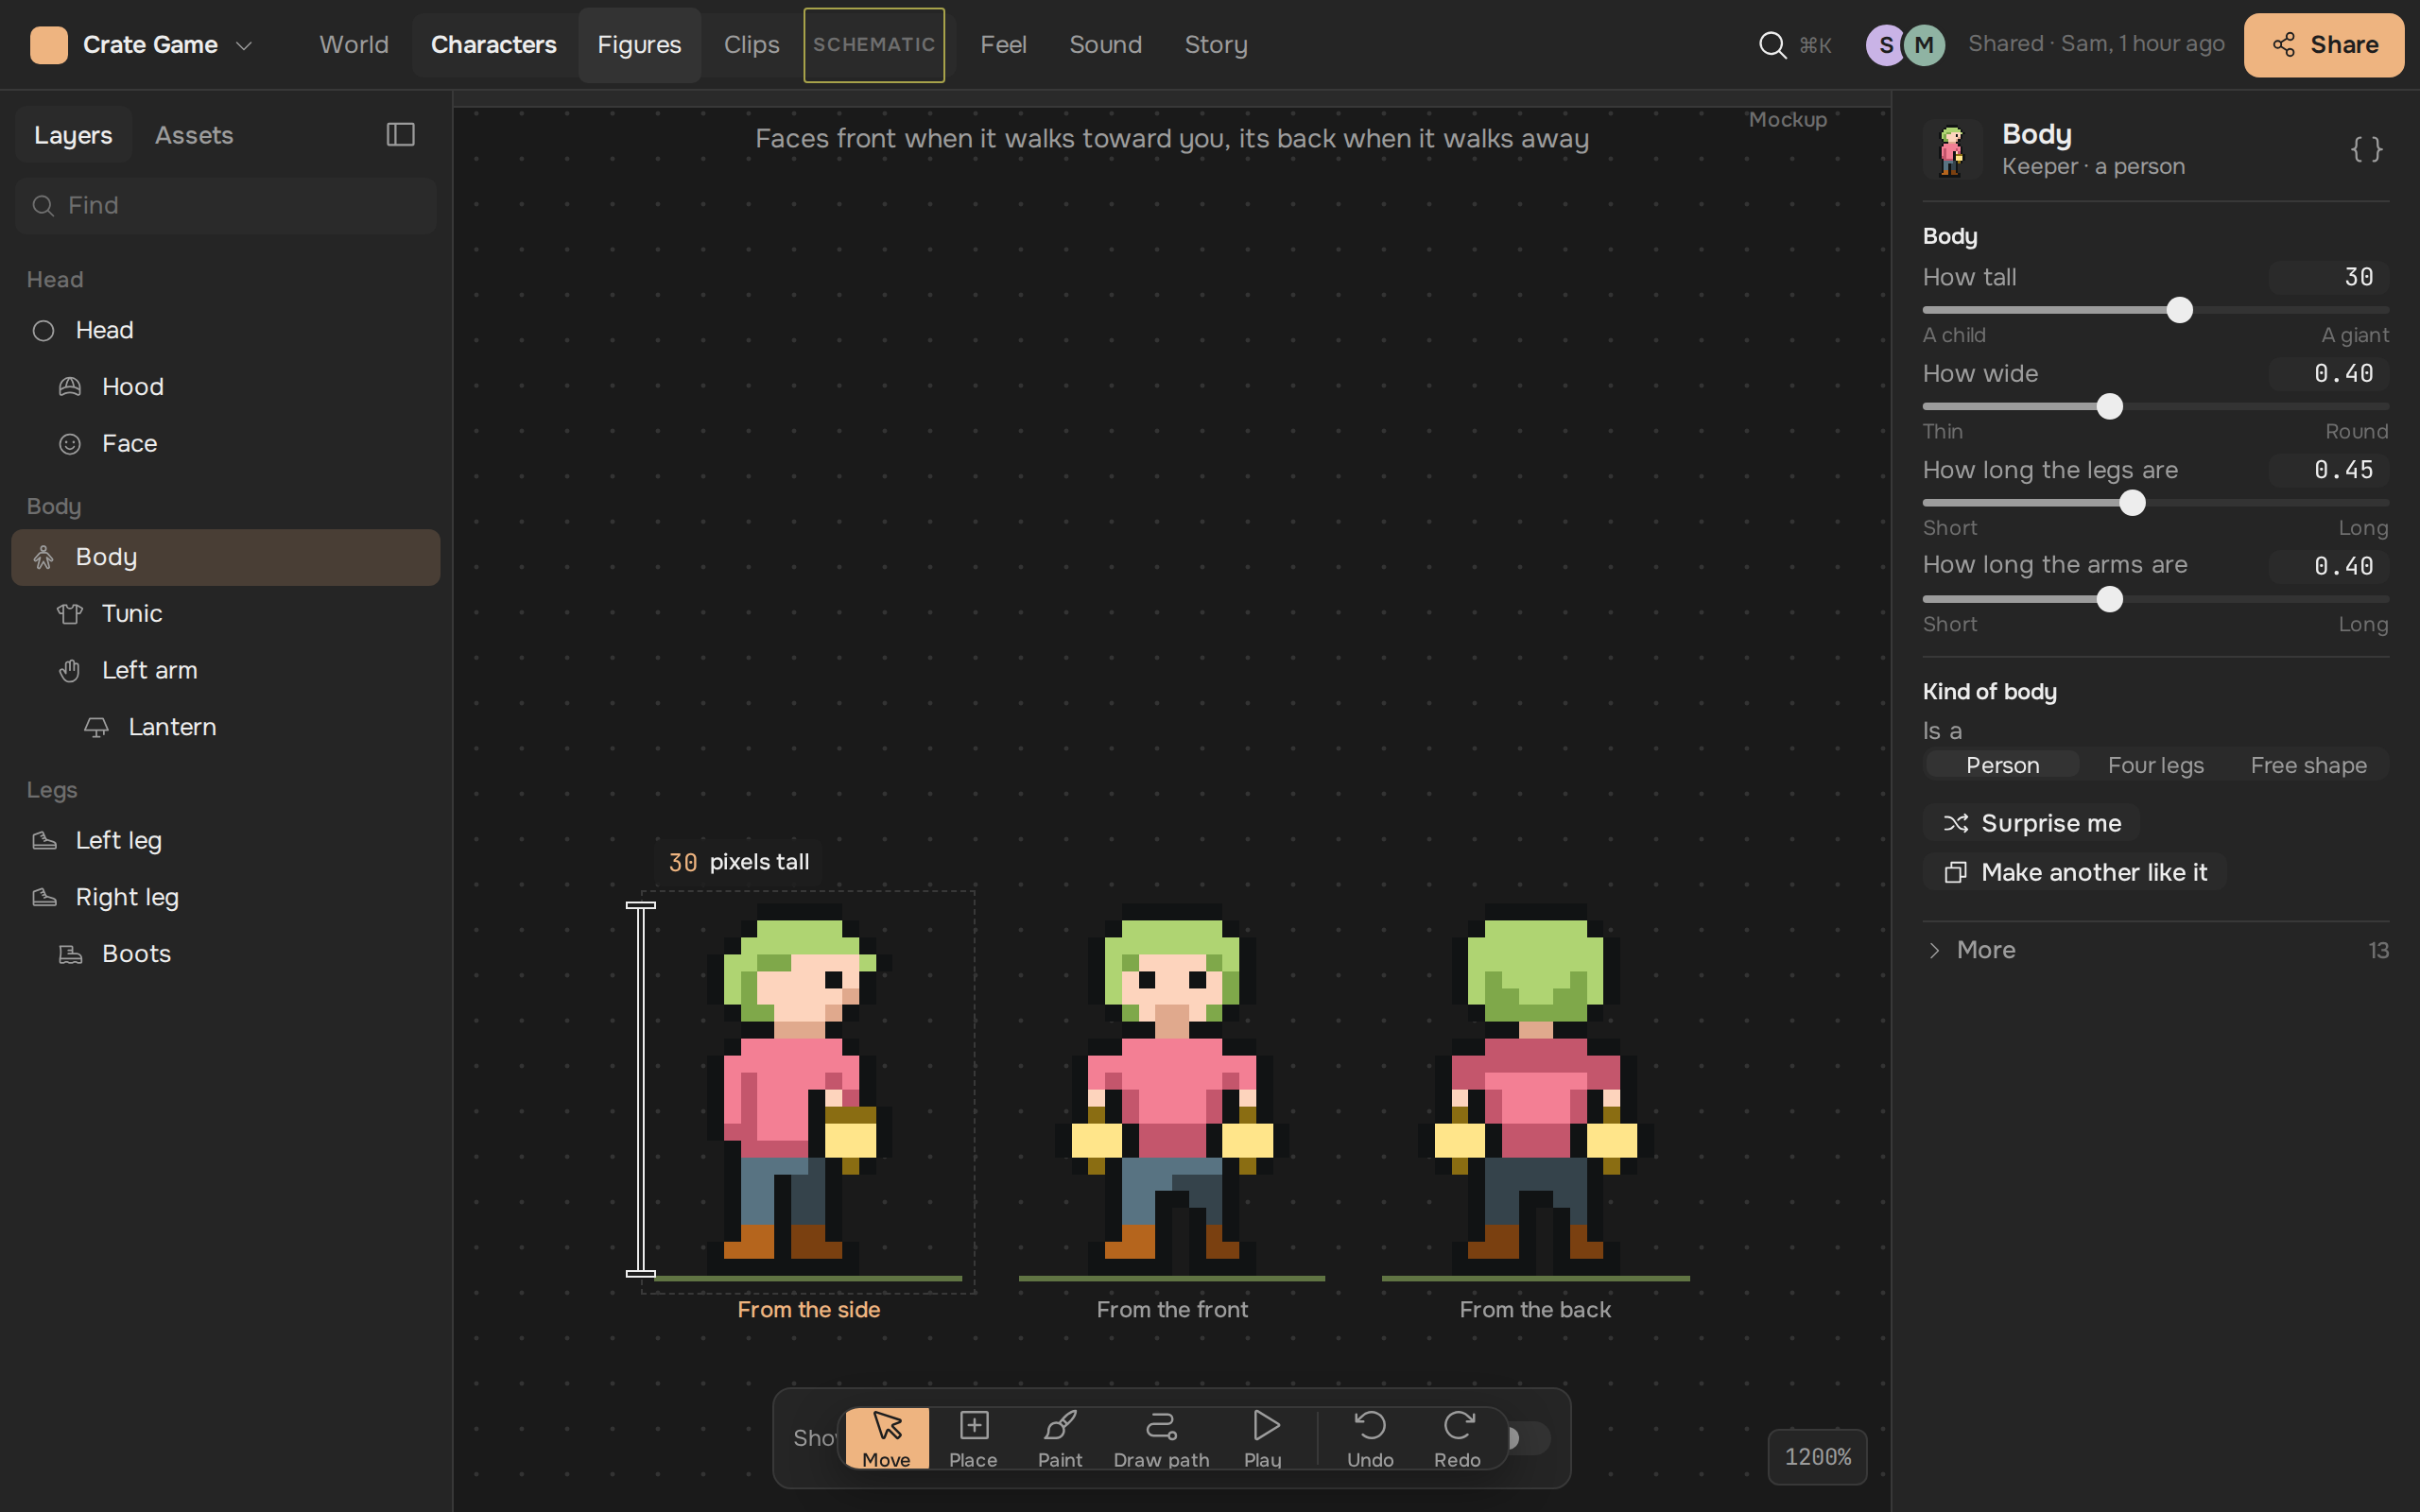 Crate Game
World
Characters
Figures
Clips
SCHEMATIC
Feel
Sound
Story
⌘K
S
M
Shared · Sam, 1 hour ago
Share
Layers
Assets
Find
Head
Head
Hood
Face
Body
Body
Tunic
Left arm
Lantern
Legs
Left leg
Right leg
Boots
Mockup
Faces front when it walks toward you, its back when it walks away
30 pixels tall
From the side
From the front
From the back
Move
Place
Paint
Draw path
Play
Undo
Redo
1200%
Body
Keeper · a person
Body
How tall
30
A child
A giant
How wide
0.40
Thin
Round
How long the legs are
0.45
Short
Long
How long the arms are
0.40
Short
Long
Kind of body
Is a
Person
Four legs
Free shape
Surprise me
Make another like it
More
13